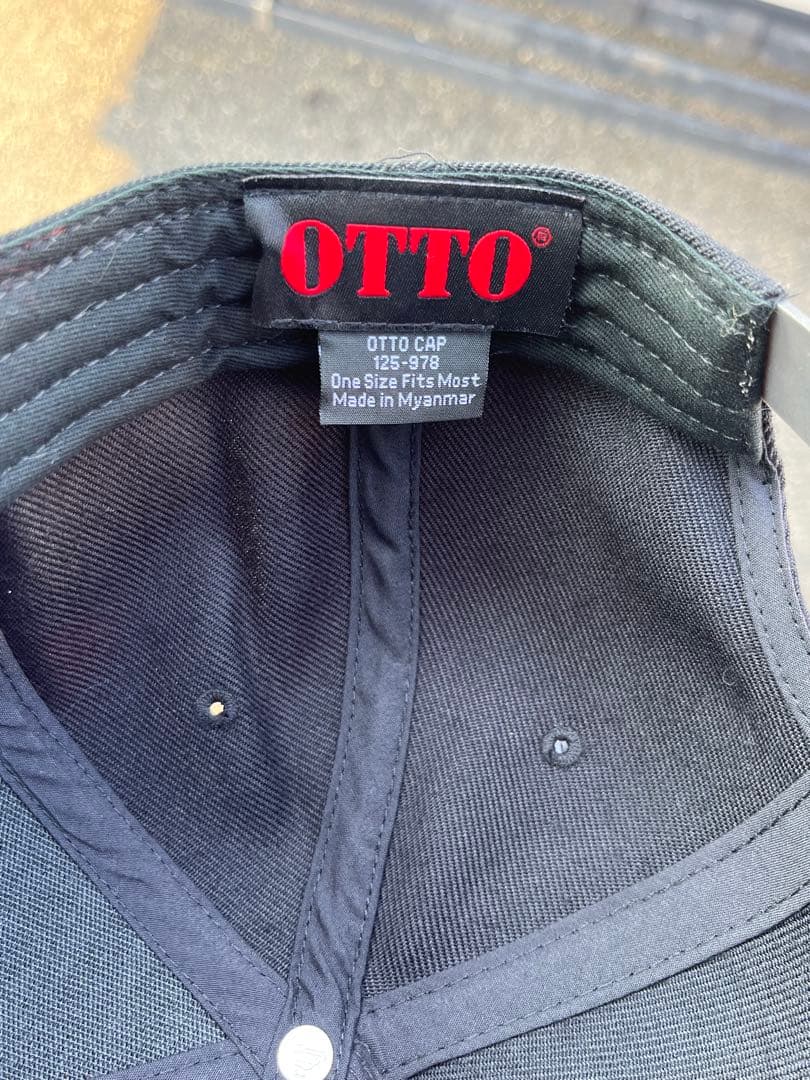 OTTO®
OTTO CAP
125-978
One Size Fits Most
Made in Myanmar